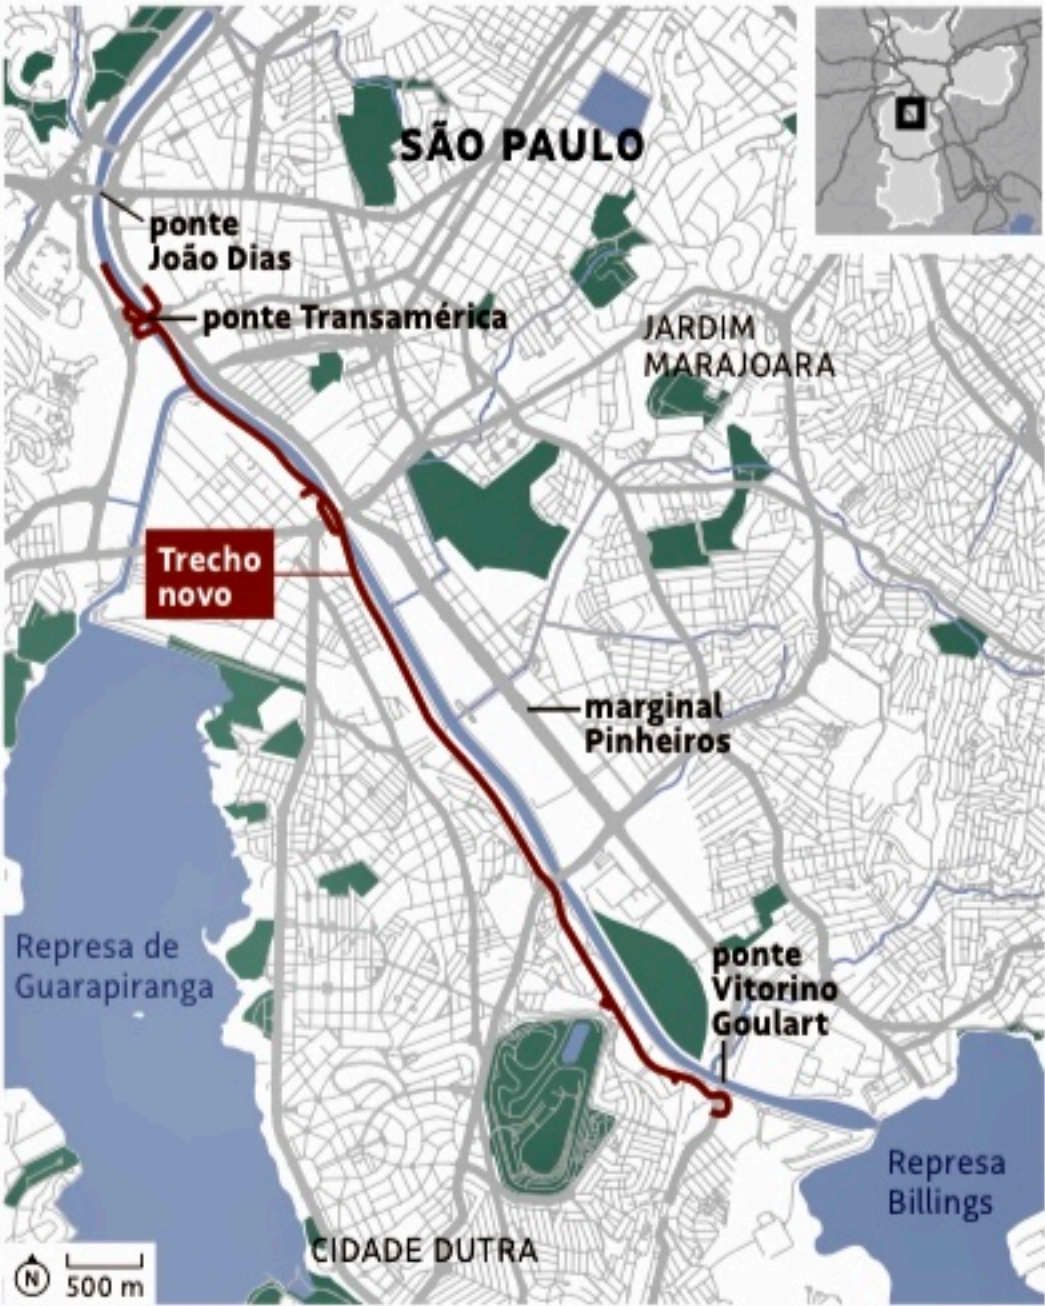 SÃO PAULO
ponte
João Dias
ponte Transamérica
JARDIM
MARAJOARA
Trecho
novo
marginal
Pinheiros
Represa de
Guarapiranga
ponte
Vitorino
Goulart
Represa
Billings
CIDADE DUTRA
N
500 m